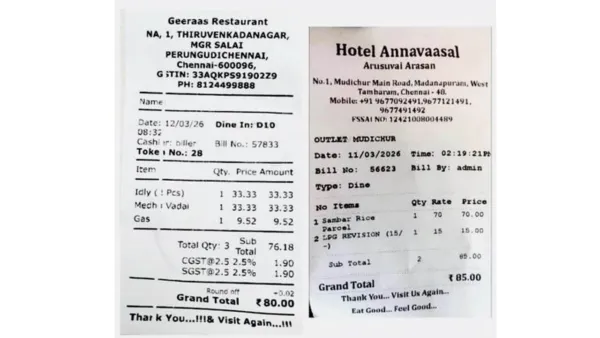 Geeraas Restaurant
NA, 1, THIRUVENKADANAGAR,
MGR SALAI
PERUNGUDICHENNAI,
Chennai-600096,
GSTIN: 33AQKPS91902Z9
PH: 8124499888
Name
Date: 12/03/26 Dine In: D10
08:32
Cashier: biller Bill No.: 57833
Token No.: 28
Item Qty. Price Amount
Idly ( Pcs) 1 33.33 33.33
Medhu Vadai 1 33.33 33.33
Gas 1 9.52 9.52
Total Qty: 3 Sub Total 76.18
CGST@2.5 2.5% 1.90
SGST@2.5 2.5% 1.90
Round off +0.02
Grand Total ₹80.00
Thank You...!!!& Visit Again...!!!
Hotel Annavaasal
Arusuvai Arasan
No.1, Mudichur Main Road, Madanapuram, West
Tambaram, Chennai - 48.
Mobile: +91 9677092491,9677121491,
9677491492
FSSAI NO: 12421008004489
OUTLET MUDICHUR
Date: 11/03/2026 Time: 02:19:21PM
Bill No: 56623 Bill By: admin
Type: Dine
No Items Qty Rate Price
1 Sambar Rice 1 70 70.00
Parcel
2 LPG REVISION (15/ 1 15 15.00
-)
Sub Total 2 85.00
Grand Total ₹85.00
Thank You... Visit Us Again...
Eat Good... Feel Good...